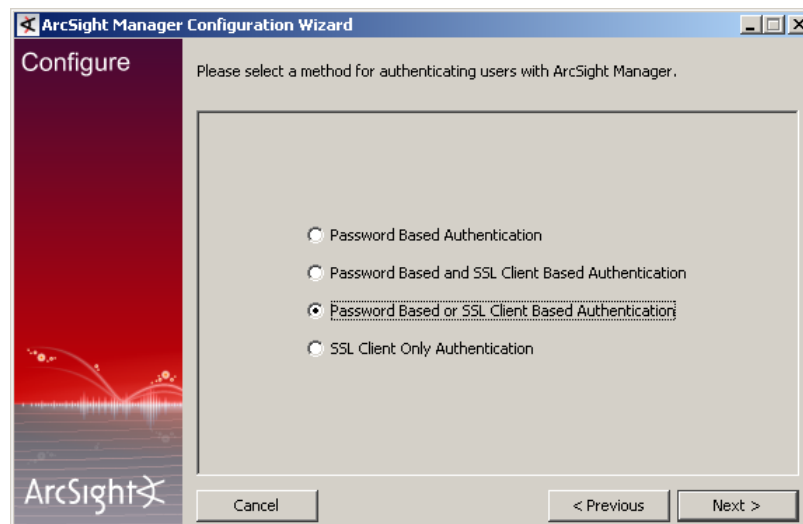 ArcSight Manager Configuration Wizard
Configure
Please select a method for authenticating users with ArcSight Manager.
Password Based Authentication
Password Based and SSL Client Based Authentication
Password Based or SSL Client Based Authentication
SSL Client Only Authentication
ArcSight
Cancel
< Previous
Next >